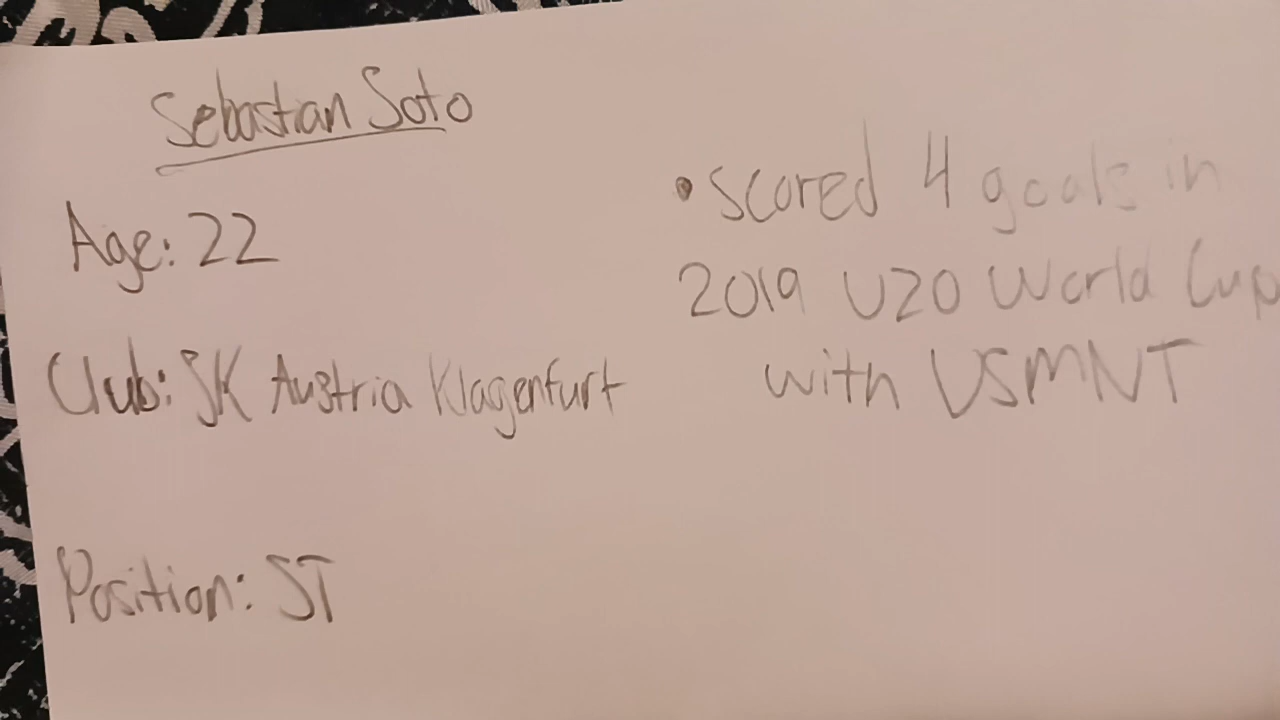 Sebastian Soto
Age: 22
Club: SK Austria Klagenfurt
Position: ST
• scored 4 goals in
2019 U20 World Cup
with USMNT